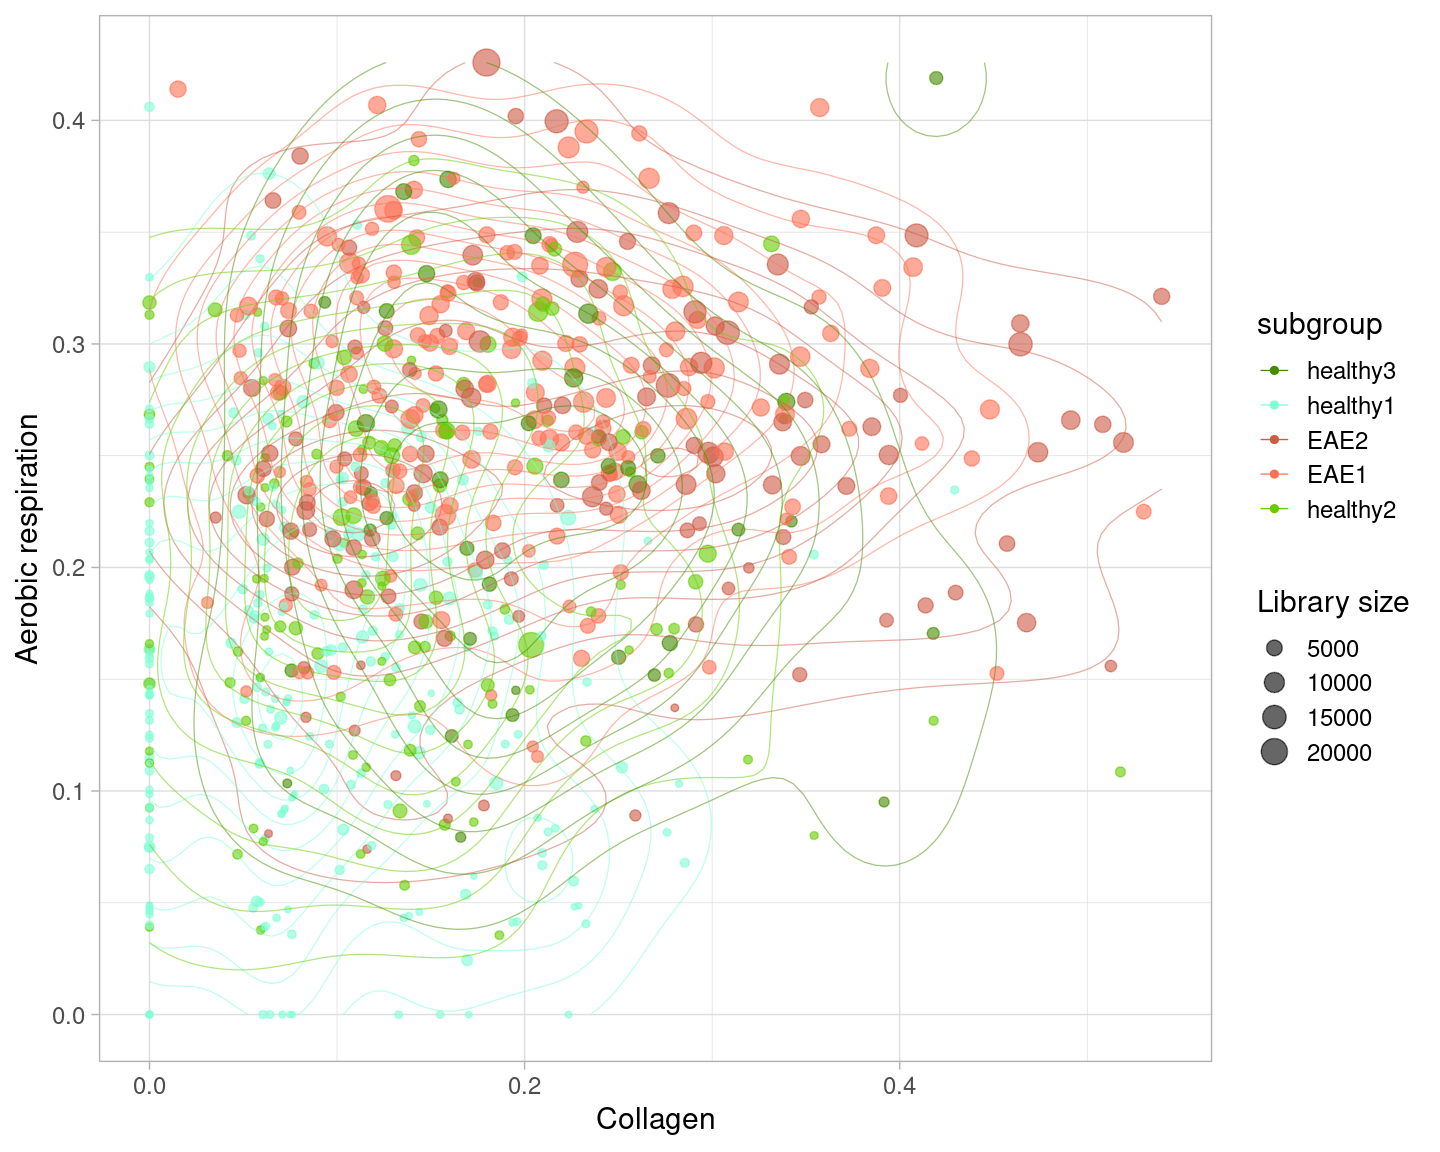 0.4
0.3
0.2
0.1
0.0
Aerobic respiration
0.0
0.2
0.4
Collagen
subgroup
healthy3
healthy1
EAE2
EAE1
healthy2
Library size
5000
10000
15000
20000